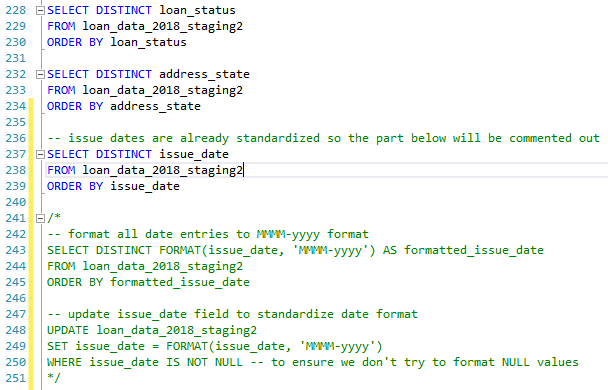 228 SELECT DISTINCT loan_status
229 FROM loan_data_2018_staging2
230 ORDER BY loan_status
231
232 SELECT DISTINCT address_state
233 FROM loan_data_2018_staging2
234 ORDER BY address_state
235
236 -- issue dates are already standardized so the part below will be commented out
237 SELECT DISTINCT issue_date
238 FROM loan_data_2018_staging2
239 ORDER BY issue_date
240
241 /*
242 -- format all date entries to MMMM-yyyy format
243 SELECT DISTINCT FORMAT(issue_date, 'MMMM-yyyy') AS formatted_issue_date
244 FROM loan_data_2018_staging2
245 ORDER BY formatted_issue_date
246
247 -- update issue_date field to standardize date format
248 UPDATE loan_data_2018_staging2
249 SET issue_date = FORMAT(issue_date, 'MMMM-yyyy')
250 WHERE issue_date IS NOT NULL -- to ensure we don't try to format NULL values
251 */